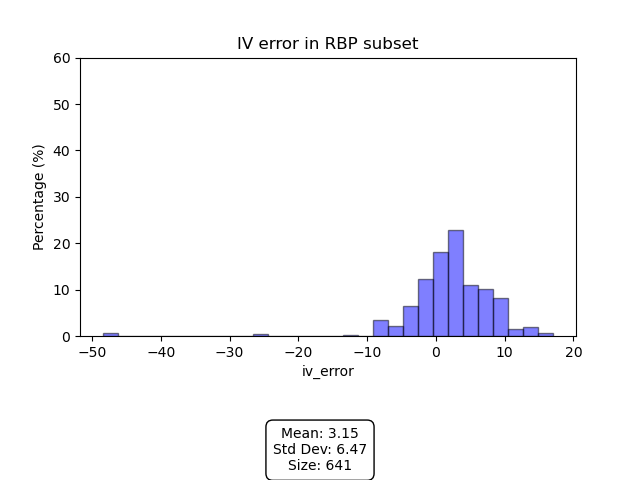 IV error in RBP subset
60
50
40
30
20
10
0
Percentage (%)
−50
−40
−30
−20
−10
0
10
20
iv_error
Mean: 3.15
Std Dev: 6.47
Size: 641